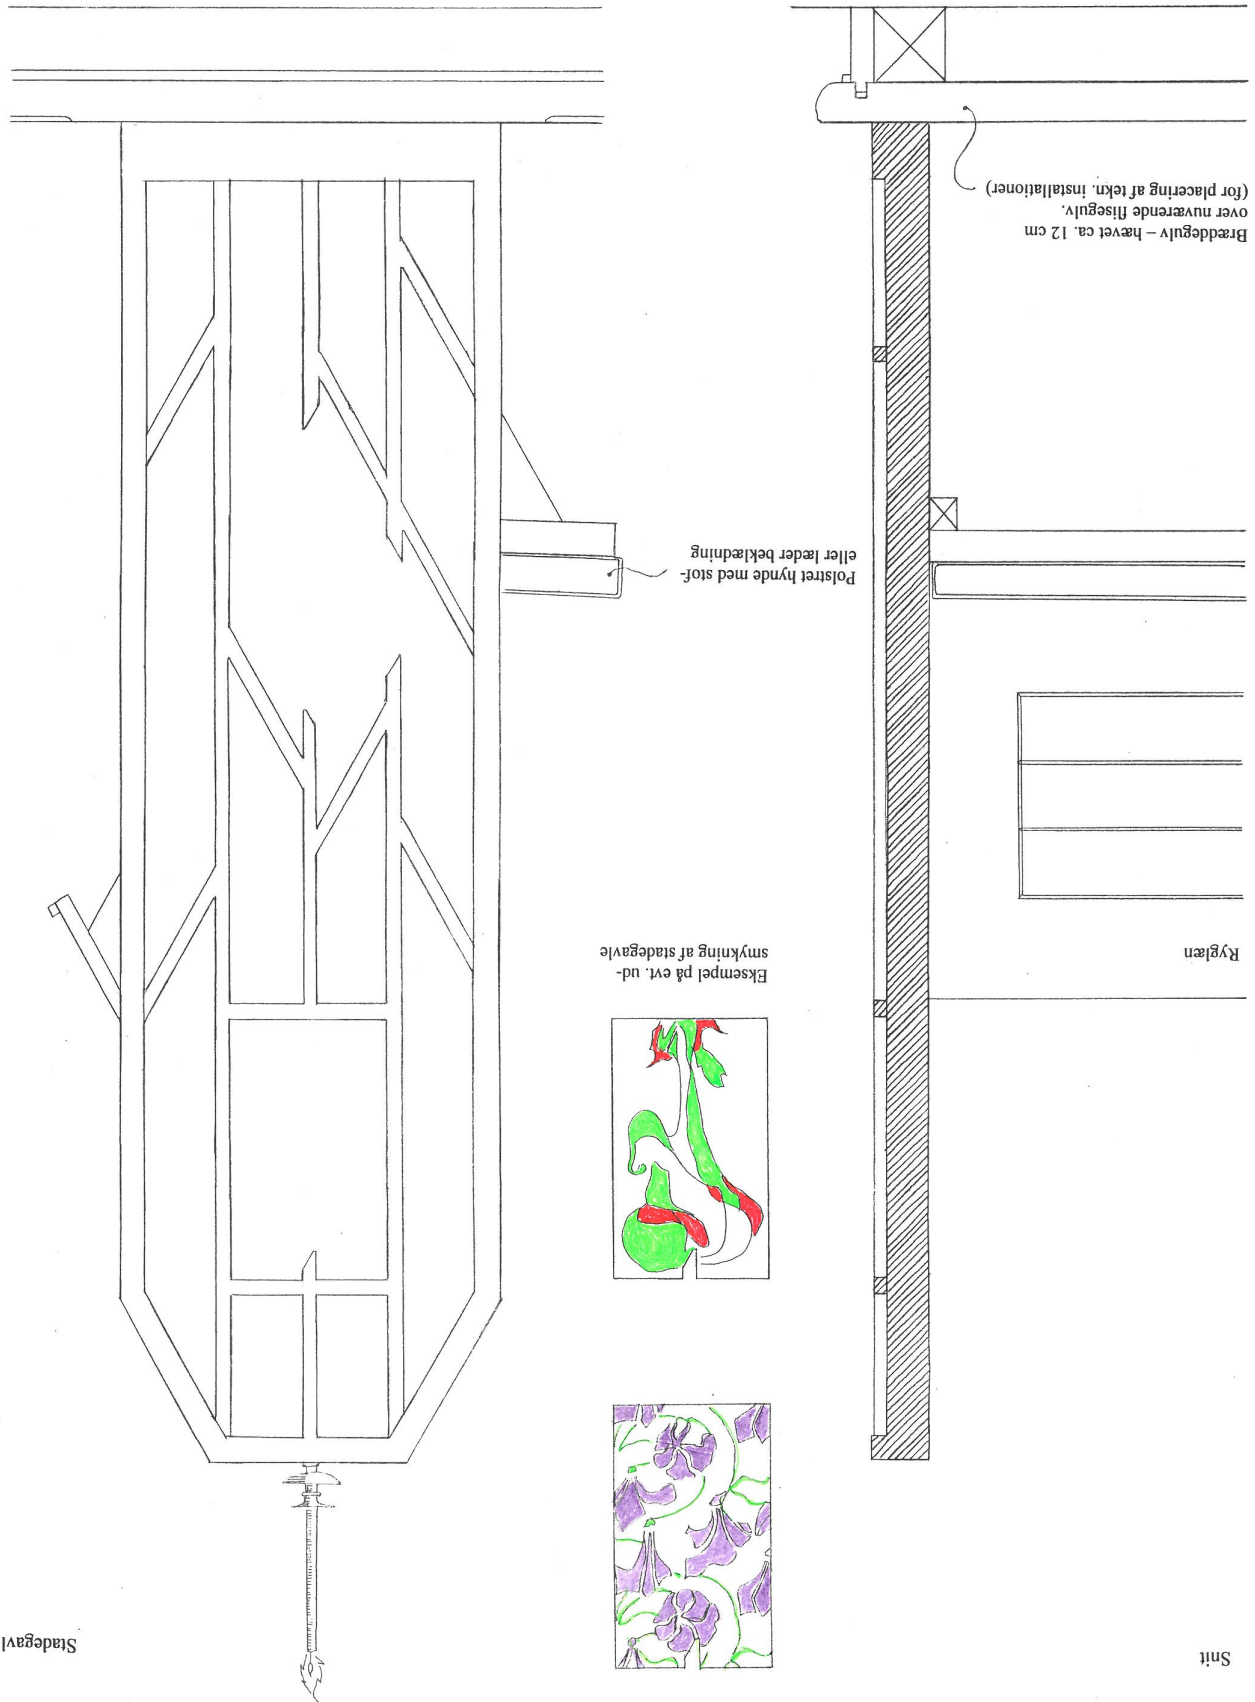 Snit
Stadegavl
Ryglæn
Eksempel på evt. ud-
smykning af stadegavle
Polstret hynde med stof-
eller læder beklædning
Bræddegulv – hævet ca. 12 cm
over nuværende flisegulv.
(for placering af tekn. installationer)